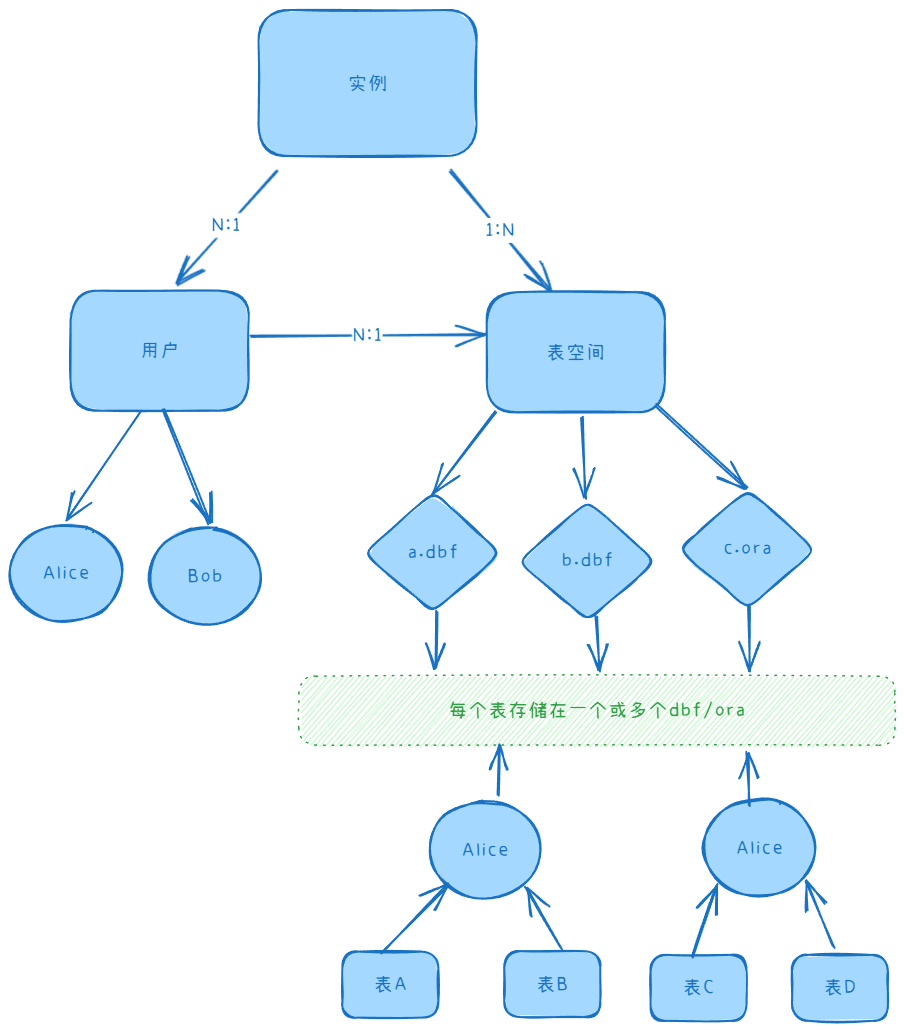 实例
N:1
1:N
用户
N:1
表空间
a.dbf
b.dbf
c.ora
Alice
Bob
每个表存储在一个或多个dbf/ora
Alice
Alice
表A
表B
表C
表D